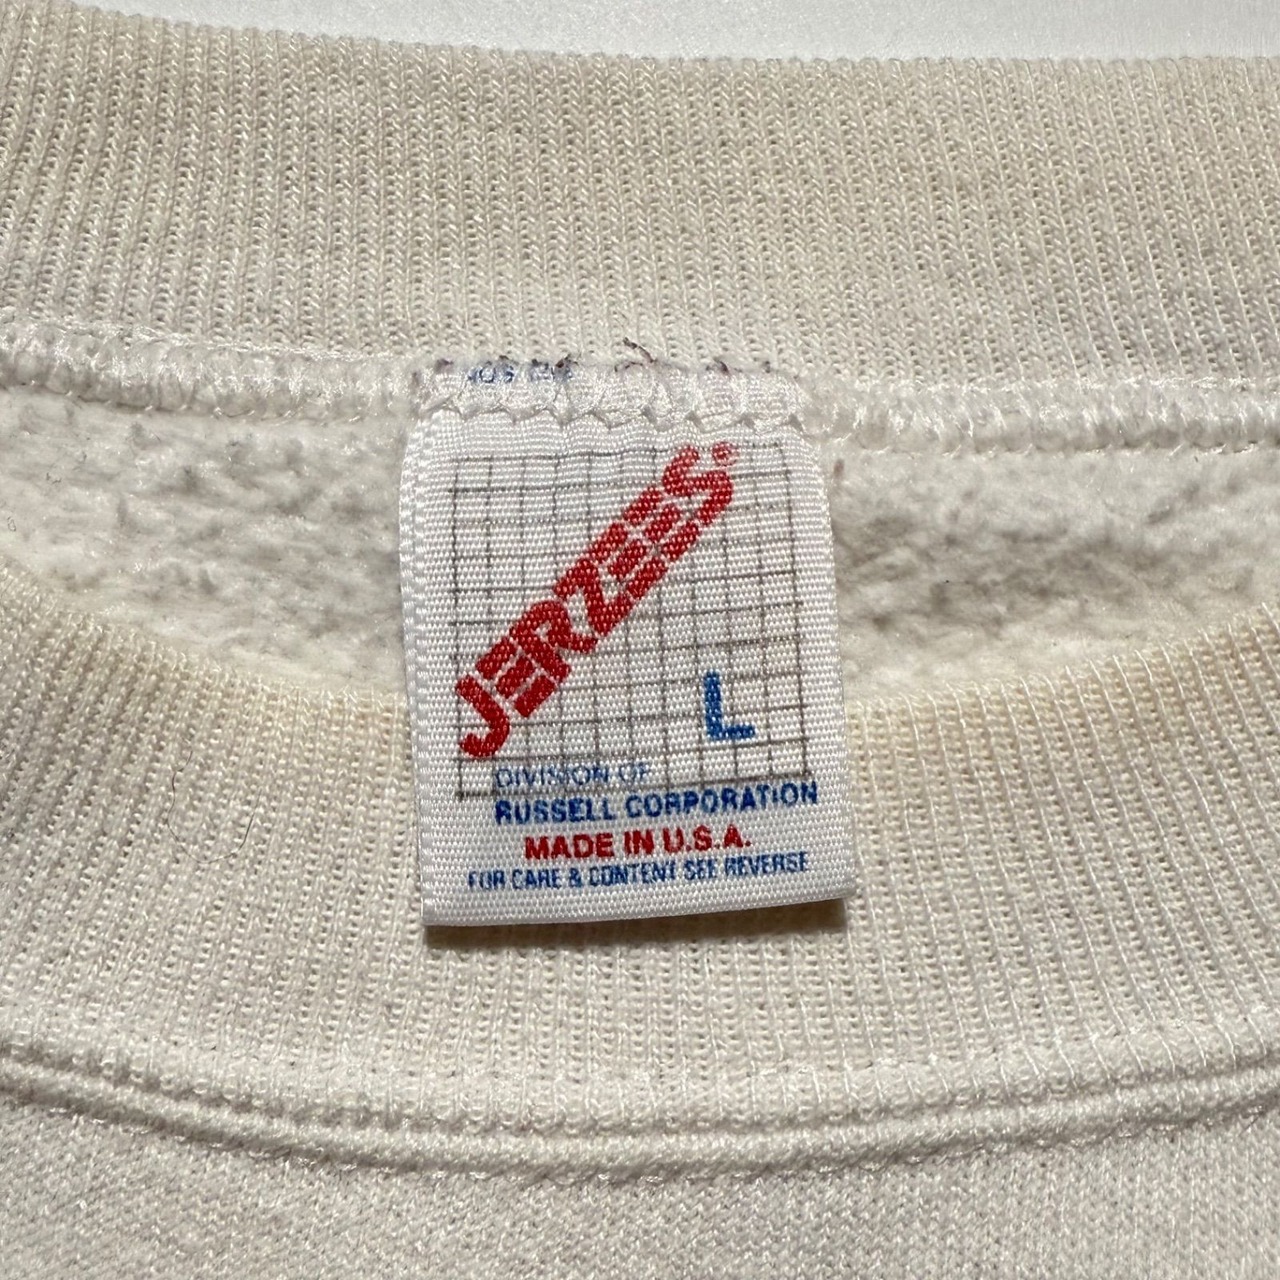 JERZEES
L
DIVISION OF
RUSSELL CORPORATION
MADE IN U.S.A.
FOR CARE & CONTENT SEE REVERSE